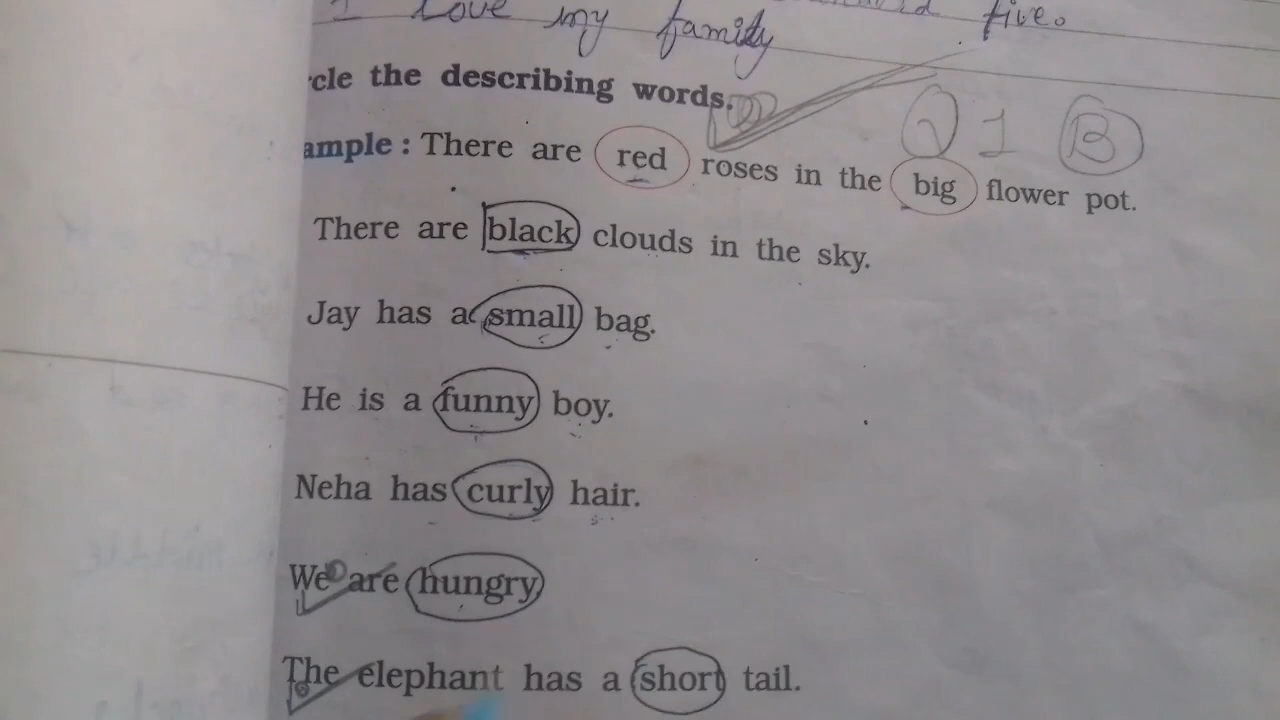 I love my family five.
rcle the describing words.
Q 1 B
ample : There are red roses in the big flower pot.
There are black clouds in the sky.
Jay has a small bag.
He is a funny boy.
Neha has curly hair.
We are hungry
The elephant has a short tail.